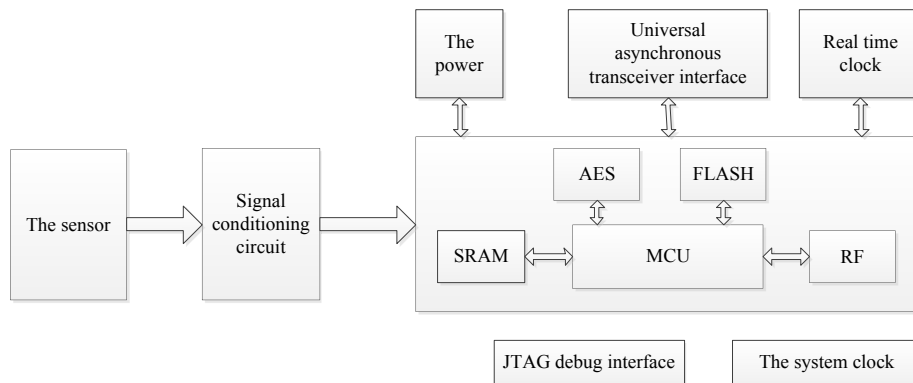 The
power
Universal
asynchronous
transceiver interface
Real time
clock
The sensor
Signal
conditioning
circuit
AES
FLASH
SRAM
MCU
RF
JTAG debug interface
The system clock